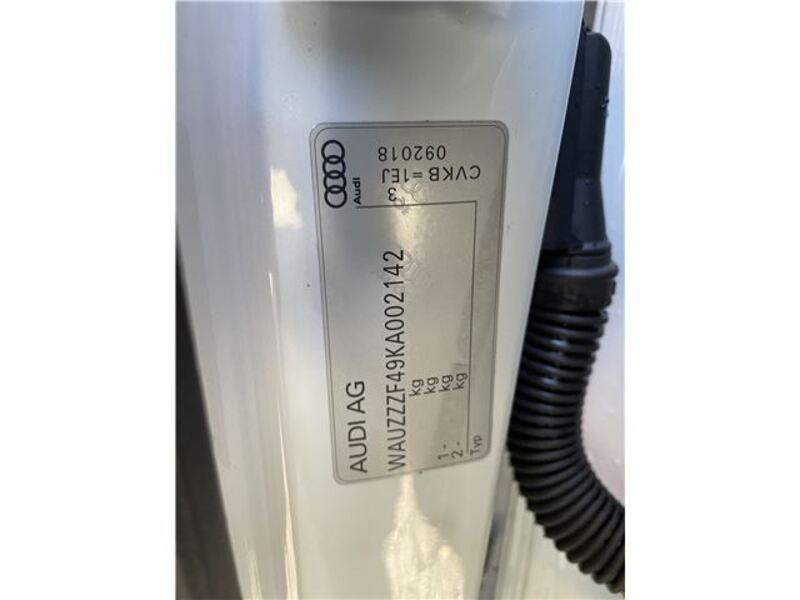 AUDI AG
WAUZZZF49KA002142
kg
kg
1 - kg
2 - kg
Typ
Audi
3
CVKB =1EJ
092018